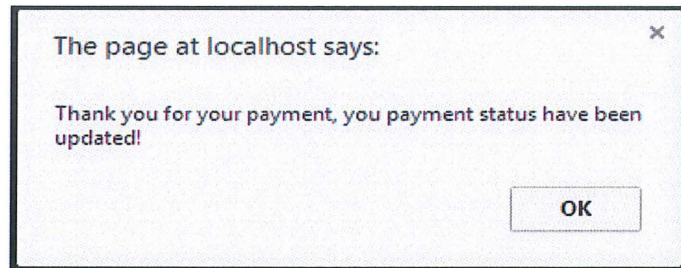 The page at localhost says:
Thank you for your payment, you payment status have been
updated!
OK